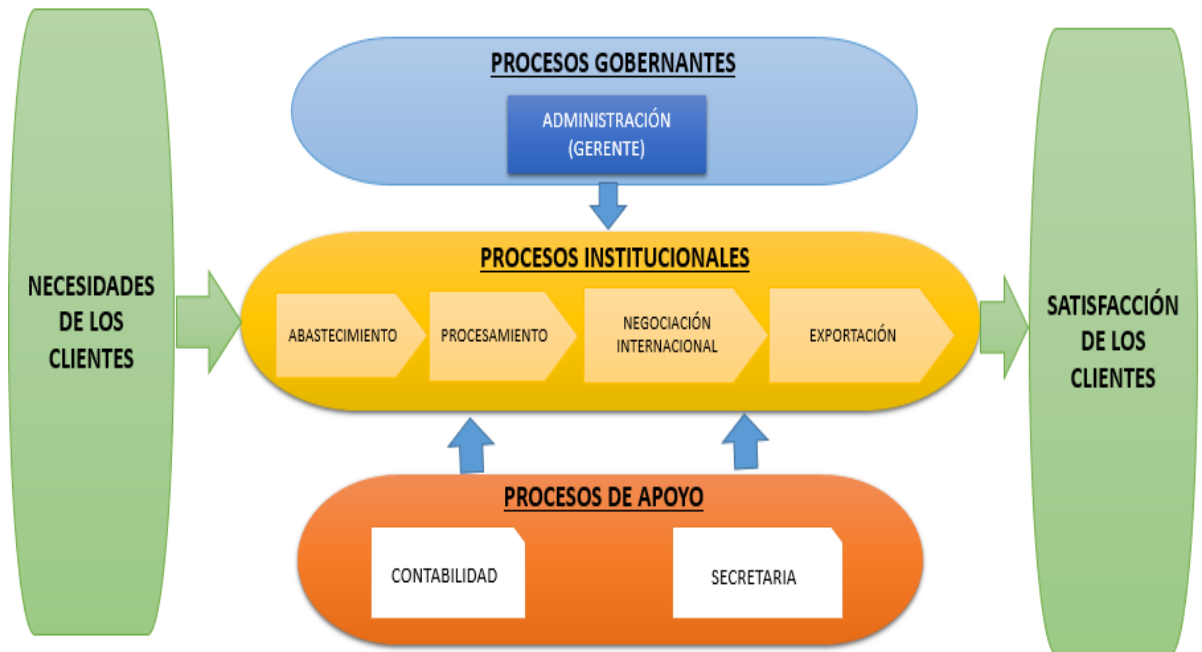 PROCESOS GOBERNANTES
ADMINISTRACIÓN
(GERENTE)
NECESIDADES
DE LOS
CLIENTES
PROCESOS INSTITUCIONALES
ABASTECIMIENTO
PROCESAMIENTO
NEGOCIACIÓN
INTERNACIONAL
EXPORTACIÓN
SATISFACCIÓN
DE LOS
CLIENTES
PROCESOS DE APOYO
CONTABILIDAD
SECRETARIA